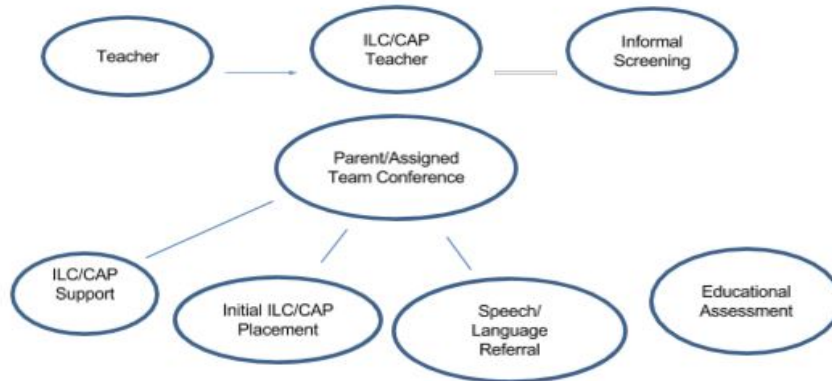 Teacher
ILC/CAP
Teacher
Informal
Screening
Parent/Assigned
Team Conference
ILC/CAP
Support
Initial ILC/CAP
Placement
Speech/
Language
Referral
Educational
Assessment